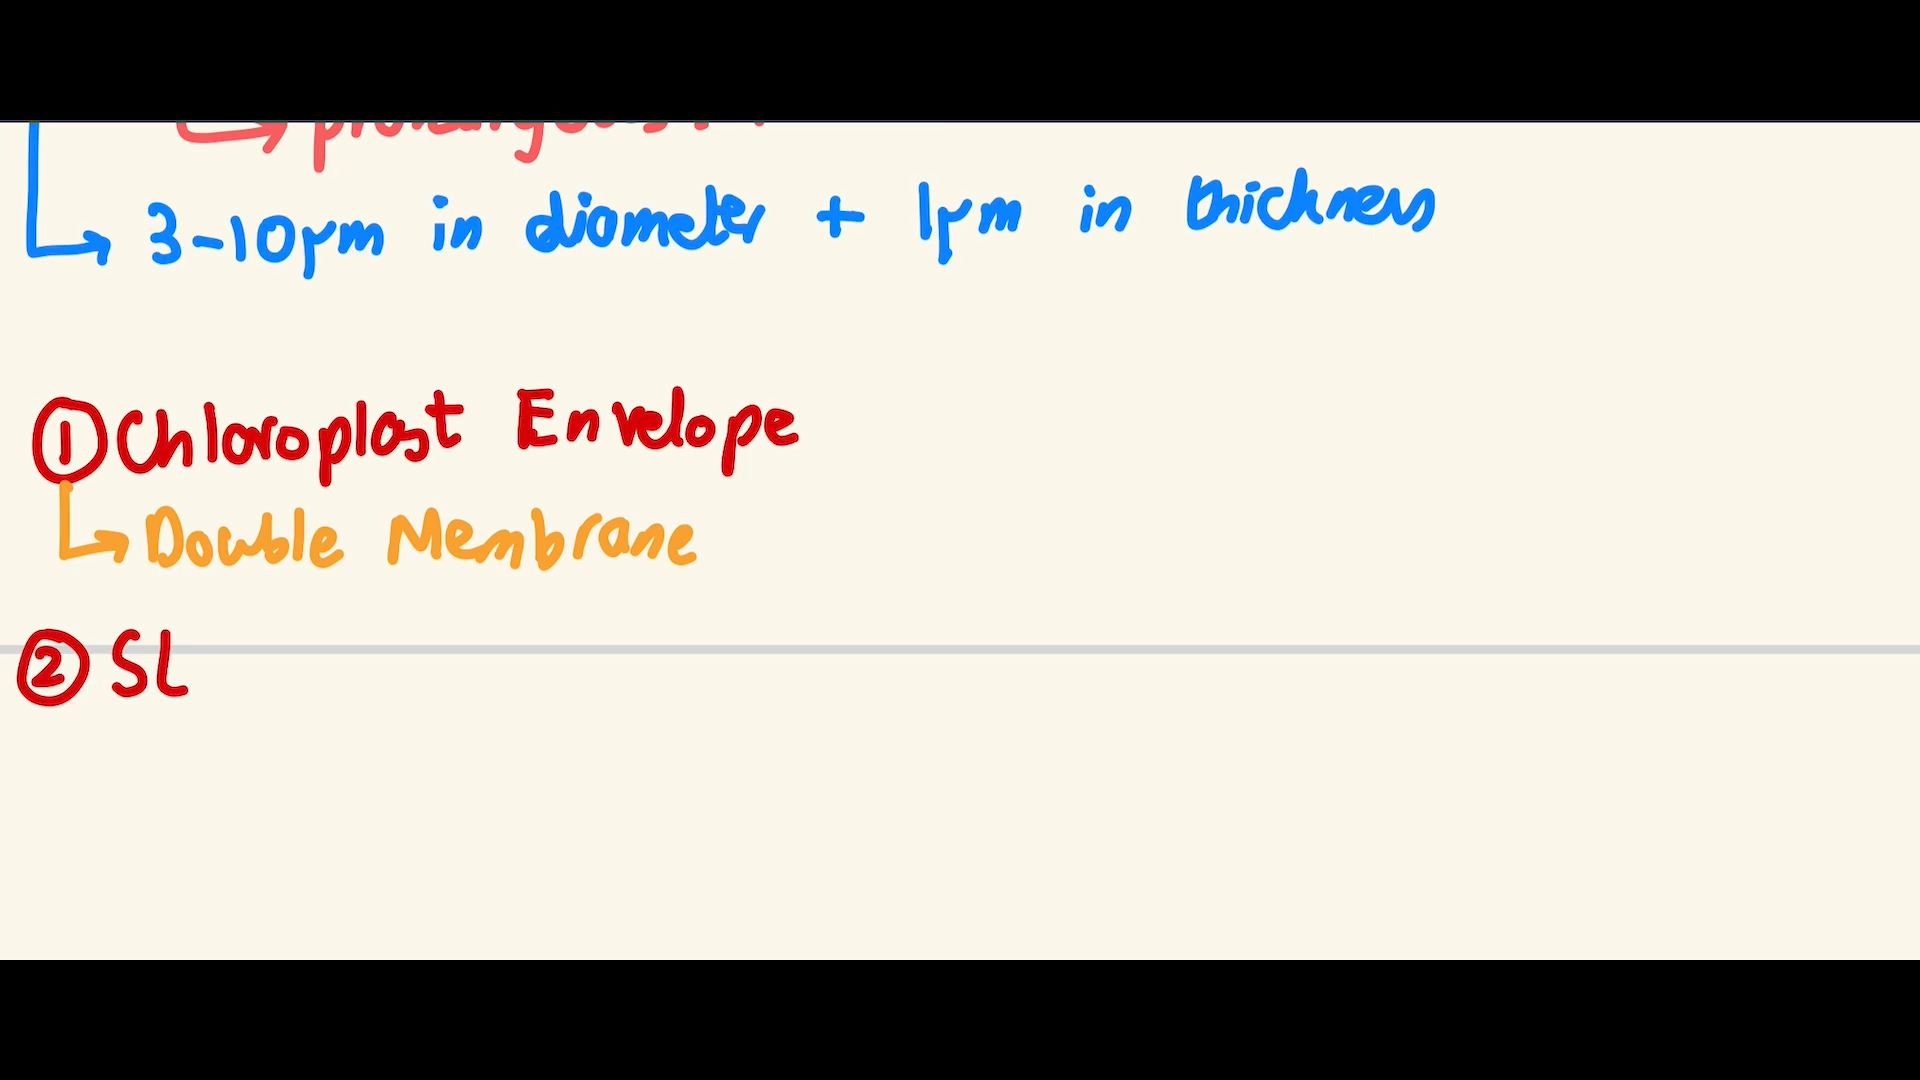 3-10μm in diameter + 1μm in thickness
① Chloroplast Envelope
Double Membrane
② SL